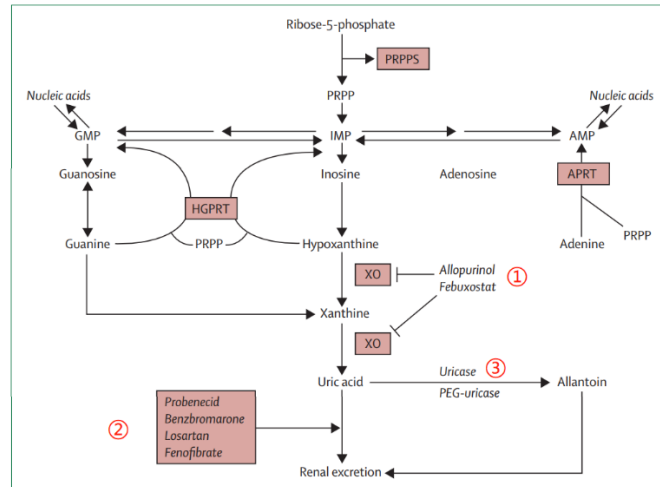 Ribose-5-phosphate
PRPPS
PRPP
Nucleic acids
Nucleic acids
GMP
IMP
AMP
Guanosine
Inosine
Adenosine
APRT
HGPRT
Guanine
PRPP
Hypoxanthine
Adenine
PRPP
XO
Allopurinol
Febuxostat
①
Xanthine
XO
Uric acid
Uricase
③
PEG-uricase
Allantoin
②
Probenecid
Benzbromarone
Losartan
Fenofibrate
Renal excretion